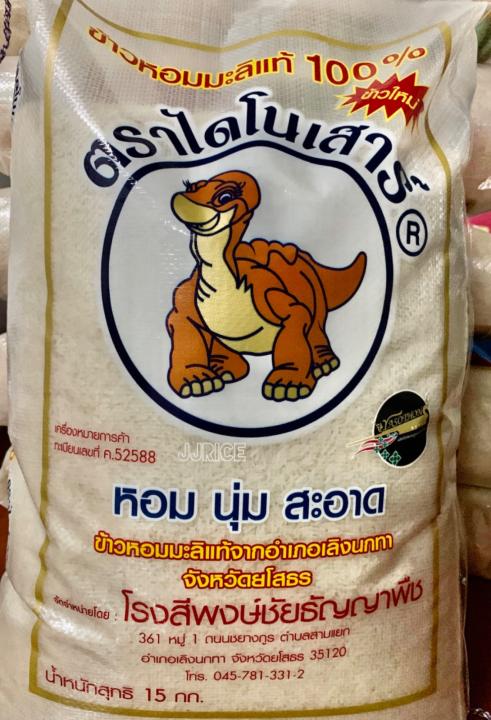 ข้าวหอมมะลิแท้ 100%
ข้าวใหม่
ตราไดโนเสาร์
R
เครื่องหมายการค้า
ทะเบียนเลขที่ ค.52588
JJRICE
หอม นุ่ม สะอาด
ข้าวหอมมะลิแท้จากอำเภอเลิงนกทา
จังหวัดยโสธร
จัดจำหน่ายโดย : โรงสีพงษ์ชัยธัญญาพืช
361 หมู่ 1 ถนนชยางกูร ตำบลสามแยก
อำเภอเลิงนกทา จังหวัดยโสธร 35120
โทร. 045-781-331-2
น้ำหนักสุทธิ 15 กก.